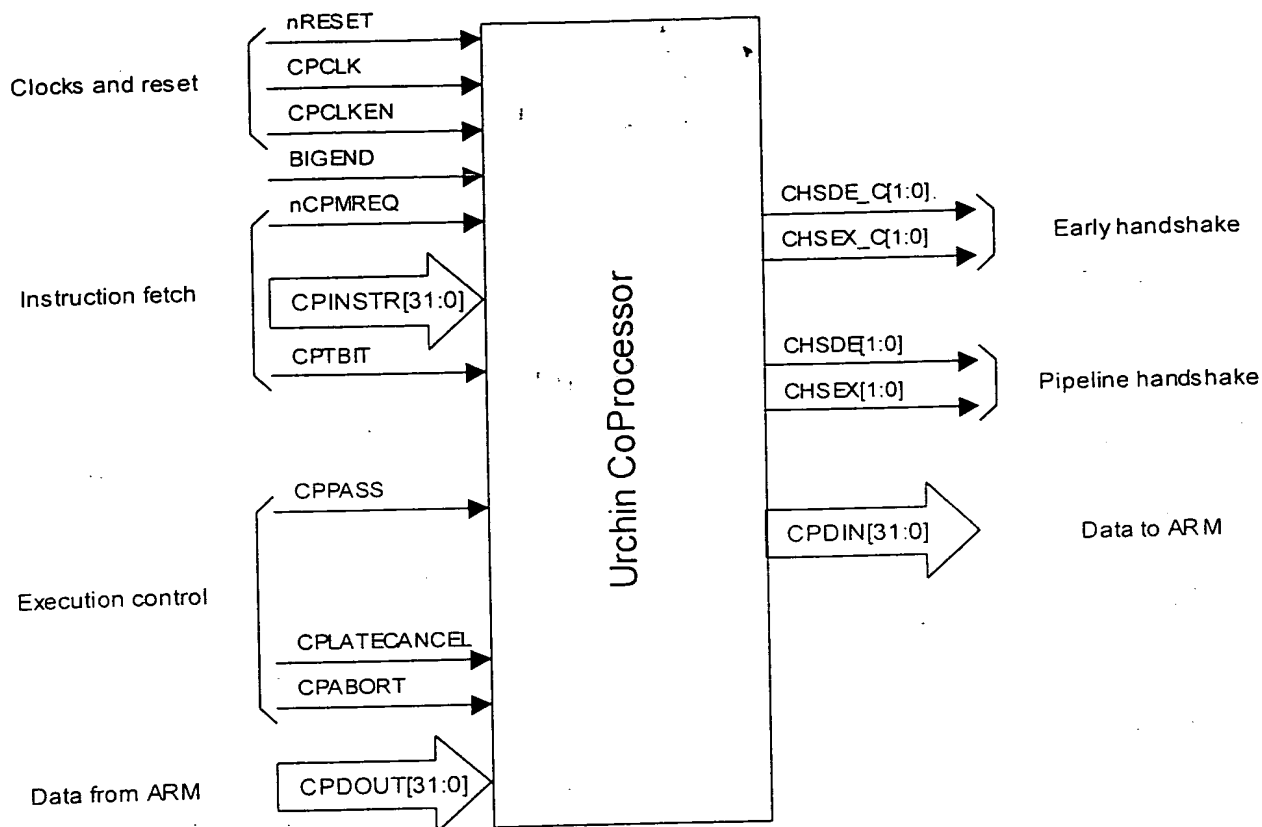 nRESET
CPCLK
Clocks and reset
CPCLKEN
BIGEND
nCPMREQ
Instruction fetch
CPINSTR[31:0]
CPTBIT
CPPASS
Execution control
CPLATECANCEL
CPABORT
Data from ARM
CPDOUT[31:0]
Urchin CoProcessor
CHSDE_C[1:0].
CHSEX_C[1:0]
Early handshake
CHSDE[1:0]
CHSEX[1:0]
Pipeline handshake
CPDIN[31:0]
Data to ARM